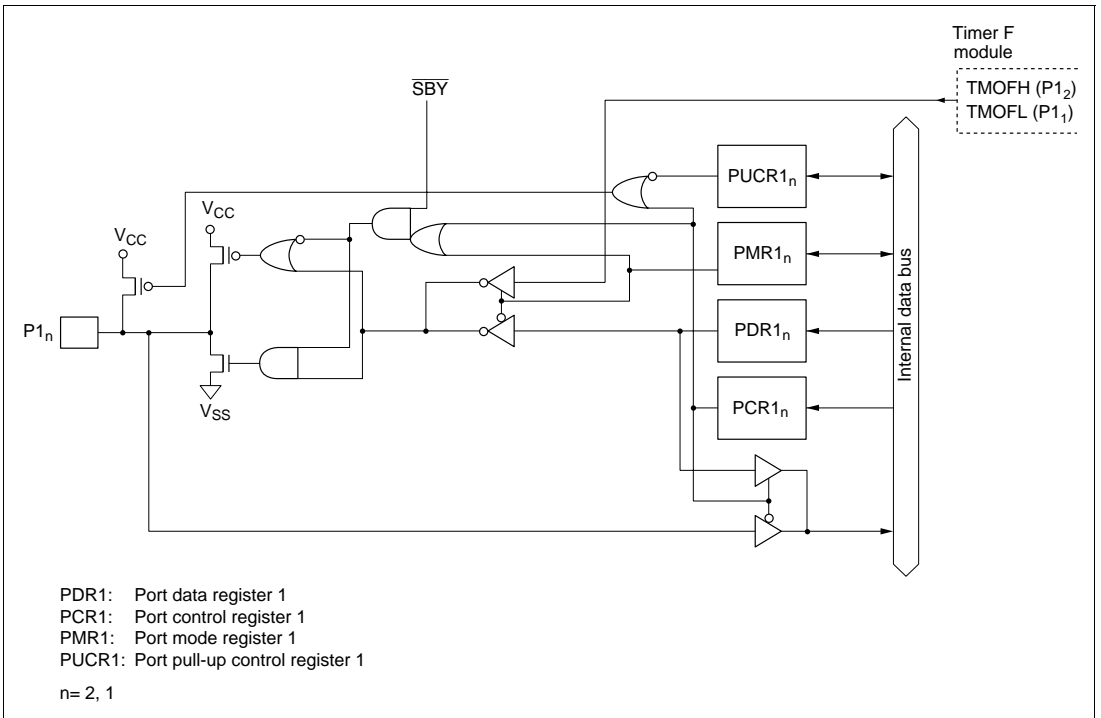 Timer F
module
TMOFH (P1₂)
TMOFL (P1₁)
S̅B̅Y̅
PUCR1ₙ
V_CC
V_CC
PMR1ₙ
P1ₙ
PDR1ₙ
Internal data bus
PCR1ₙ
V_SS
PDR1: Port data register 1
PCR1: Port control register 1
PMR1: Port mode register 1
PUCR1: Port pull-up control register 1
n= 2, 1